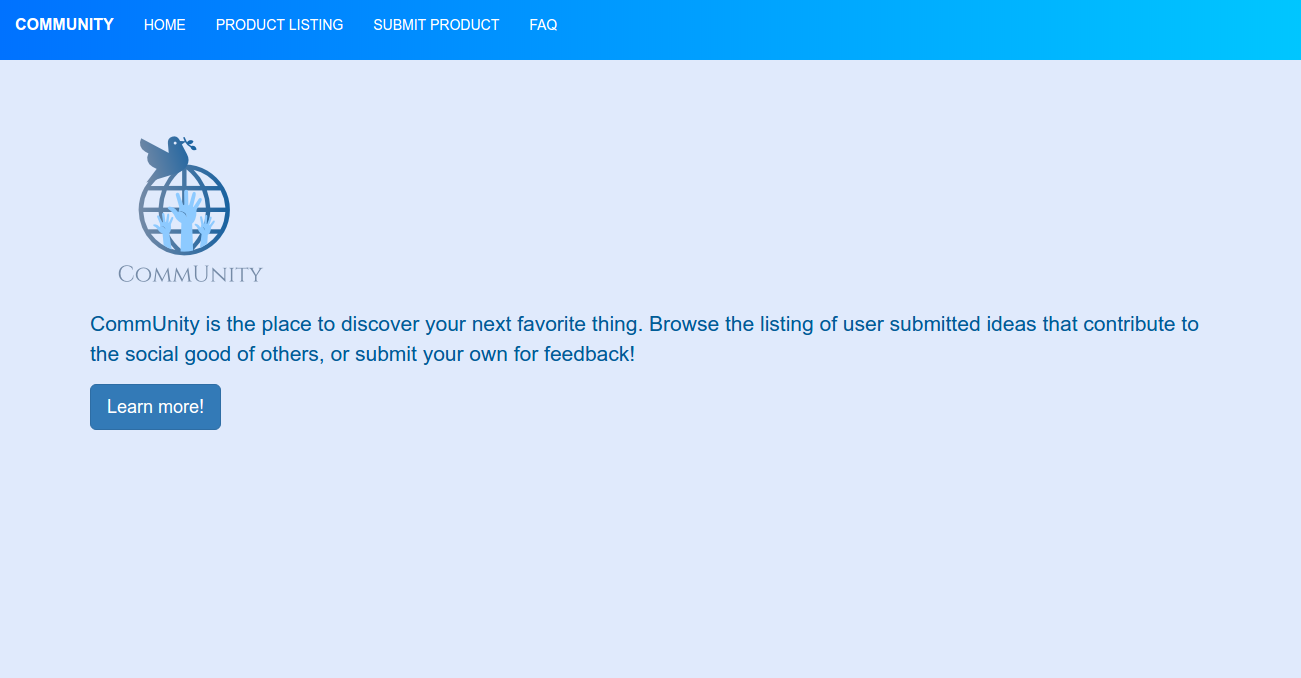 COMMUNITY HOME PRODUCT LISTING SUBMIT PRODUCT FAQ
CommUnity
CommUnity is the place to discover your next favorite thing. Browse the listing of user submitted ideas that contribute to
the social good of others, or submit your own for feedback!
Learn more!